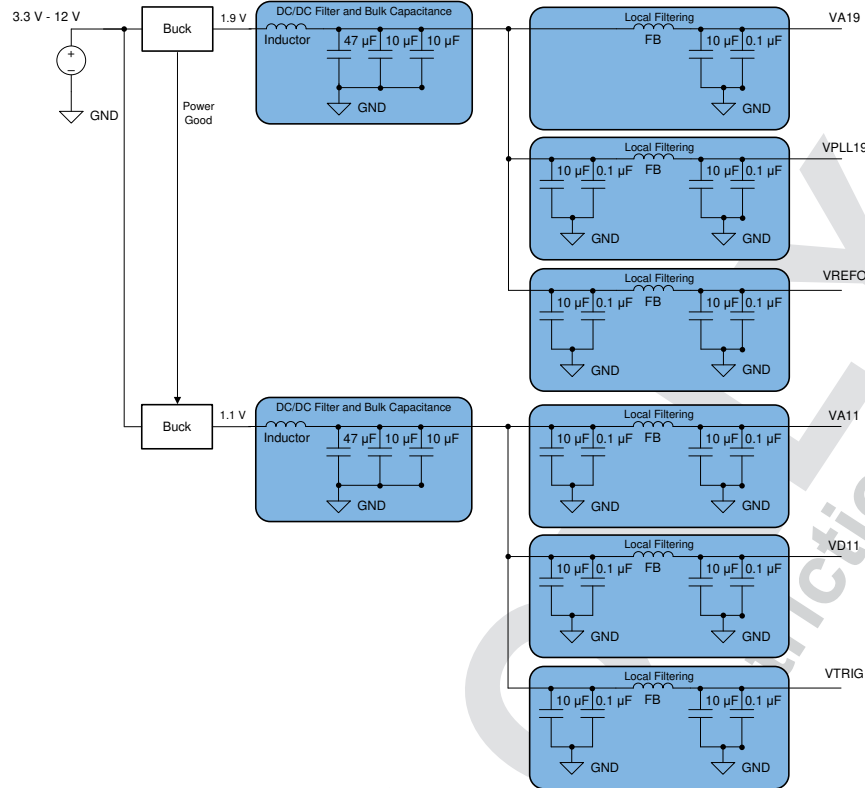 3.3 V - 12 V
Buck
1.9 V
DC/DC Filter and Bulk Capacitance
Inductor
47 µF 10 µF 10 µF
GND
GND
Power
Good
Local Filtering
FB
10 µF 0.1 µF
GND
VA19
Local Filtering
10 µF 0.1 µF
FB
10 µF 0.1 µF
GND
GND
VPLL19
Local Filtering
10 µF 0.1 µF
FB
10 µF 0.1 µF
GND
GND
VREFO
Buck
1.1 V
DC/DC Filter and Bulk Capacitance
Inductor
47 µF 10 µF 10 µF
GND
Local Filtering
10 µF 0.1 µF
FB
10 µF 0.1 µF
GND
GND
VA11
Local Filtering
10 µF 0.1 µF
FB
10 µF 0.1 µF
GND
GND
VD11
Local Filtering
10 µF 0.1 µF
FB
10 µF 0.1 µF
GND
GND
VTRIG